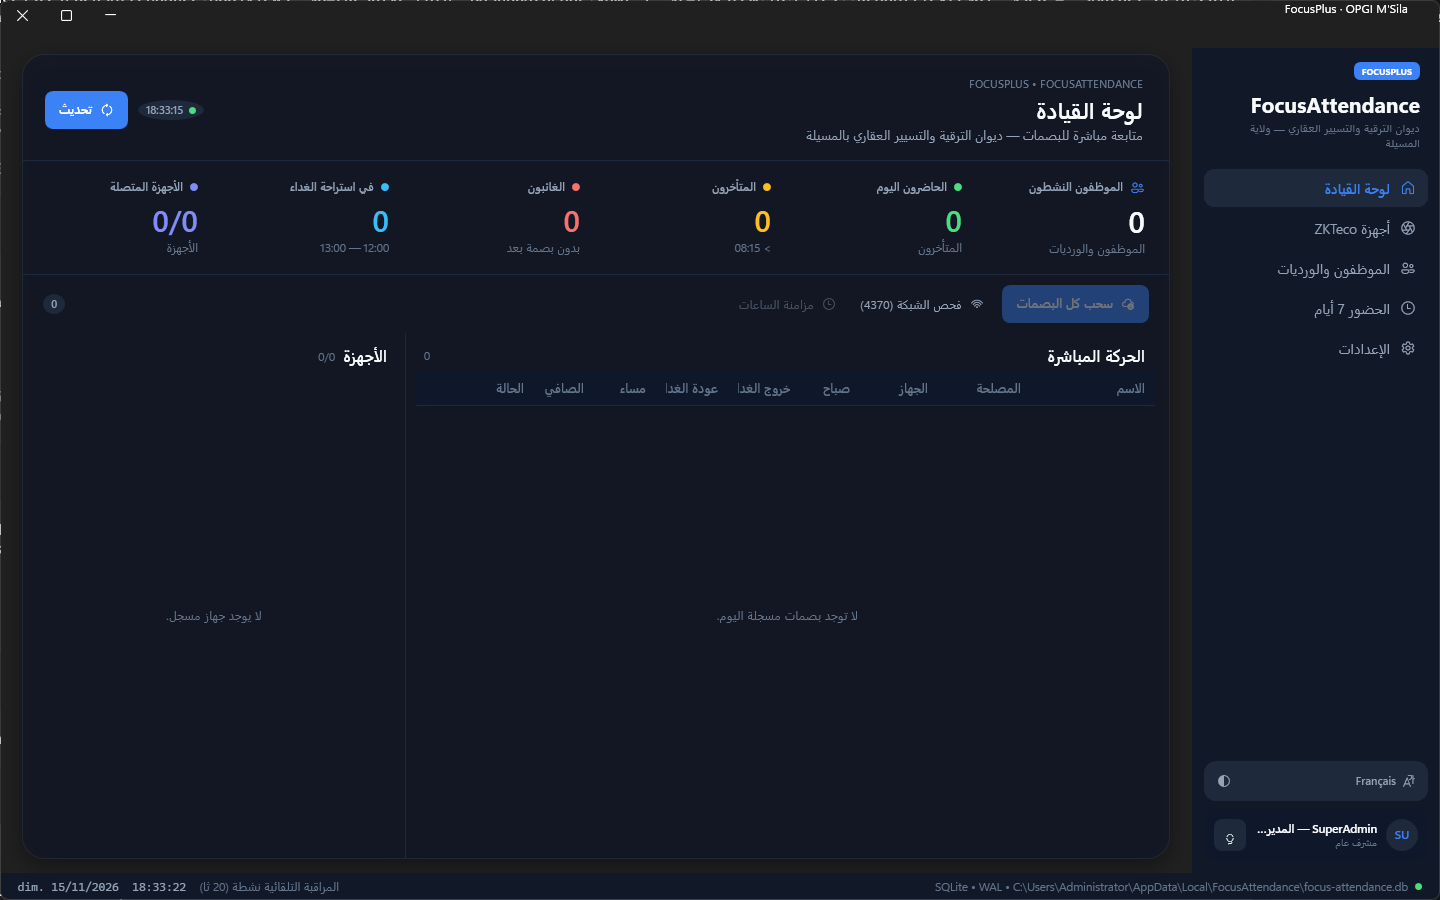 FocusPlus · OPGI M'Sila
FOCUSPLUS
FocusAttendance
ديوان الترقية والتسيير العقاري — ولاية
المسيلة
لوحة القيادة
أجهزة ZKTeco
الموظفون والورديات
الحضور 7 أيام
الإعدادات
Français
SU
SuperAdmin — المدير...
مشرف عام
FOCUSPLUS • FOCUSATTENDANCE
لوحة القيادة
متابعة مباشرة للبصمات — ديوان الترقية والتسيير العقاري بالمسيلة
18:33:15
تحديث
الموظفون النشطون
0
الموظفون والورديات
الحاضرون اليوم
0
المتأخرون
المتأخرون
0
> 08:15
الغائبون
0
بدون بصمة بعد
في استراحة الغداء
0
12:00 — 13:00
الأجهزة المتصلة
0/0
الأجهزة
سحب كل البصمات
فحص الشبكة (4370)
مزامنة الساعات
0
الحركة المباشرة
0
الاسم المصلحة الجهاز صباح خروج الغدا عودة الغدا مساء الصافي الحالة
لا توجد بصمات مسجلة اليوم.
الأجهزة 0/0
لا يوجد جهاز مسجل.
SQLite • WAL • C:\Users\Administrator\AppData\Local\FocusAttendance\focus-attendance.db
المراقبة التلقائية نشطة (20 ثا)
dim. 15/11/2026 18:33:22